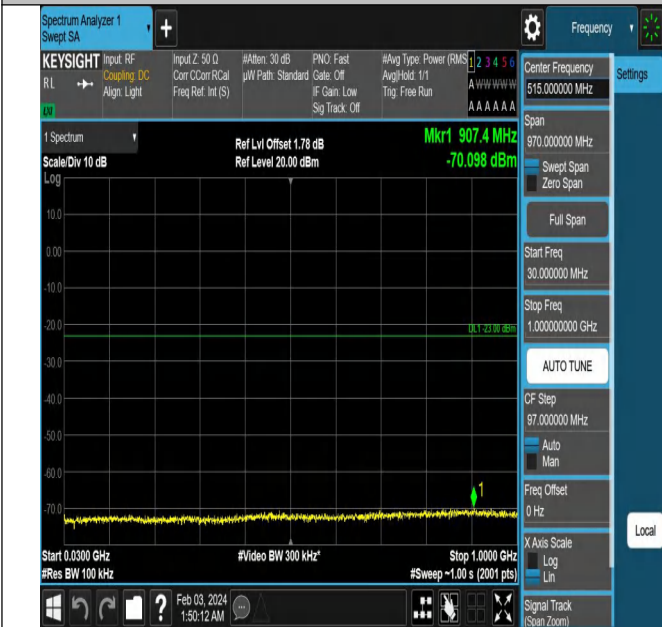 Spectrum Analyzer 1
Swept SA
+
Frequency
KEYSIGHT
RL
LXI
Input: RF
Coupling: DC
Align: Light
Input Z: 50 Ω
Corr CCorr RCal
Freq Ref: Int (S)
#Atten: 30 dB
µW Path: Standard
PNO: Fast
Gate: Off
IF Gain: Low
Sig Track: Off
#Avg Type: Power (RMS
Avg|Hold: 1/1
Trig: Free Run
1 2 3 4 5 6
A W W W W W
A A A A A A
1 Spectrum
Scale/Div 10 dB
Log
Ref Lvl Offset 1.78 dB
Ref Level 20.00 dBm
Mkr1 907.4 MHz
-70.098 dBm
10.0
0.00
-10.0
-20.0
DL1 -23.00 dBm
-30.0
-40.0
-50.0
-60.0
1
-70.0
Start 0.0300 GHz
#Res BW 100 kHz
#Video BW 300 kHz*
Stop 1.0000 GHz
#Sweep ~1.00 s (2001 pts)
Center Frequency
515.000000 MHz
Settings
Span
970.000000 MHz
Swept Span
Zero Span
Full Span
Start Freq
30.000000 MHz
Stop Freq
1.000000000 GHz
AUTO TUNE
CF Step
97.000000 MHz
Auto
Man
Freq Offset
0 Hz
Local
X Axis Scale
Log
Lin
Signal Track
(Span Zoom)
?
Feb 03, 2024
1:50:12 AM